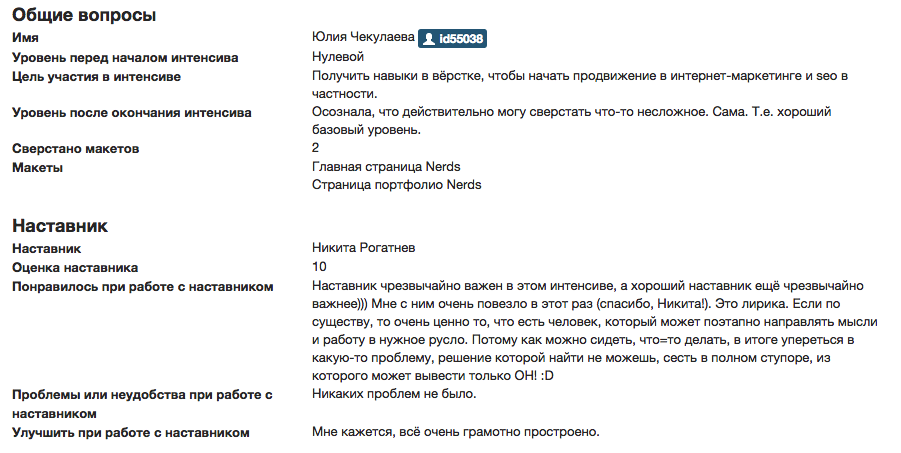 Общие вопросы
Имя Юлия Чекулаева id55038
Уровень перед началом интенсива Нулевой
Цель участия в интенсиве Получить навыки в вёрстке, чтобы начать продвижение в интернет-маркетинге и seo в
частности.
Уровень после окончания интенсива Осознала, что действительно могу сверстать что-то несложное. Сама. Т.е. хороший
базовый уровень.
Сверстано макетов 2
Макеты Главная страница Nerds
Страница портфолио Nerds
Наставник
Наставник Никита Рогатнев
Оценка наставника 10
Понравилось при работе с наставником Наставник чрезвычайно важен в этом интенсиве, а хороший наставник ещё чрезвычайно
важнее))) Мне с ним очень повезло в этот раз (спасибо, Никита!). Это лирика. Если по
существу, то очень ценно то, что есть человек, который может поэтапно направлять мысли
и работу в нужное русло. Потому как можно сидеть, что=то делать, в итоге упереться в
какую-то проблему, решение которой найти не можешь, сесть в полном ступоре, из
которого может вывести только ОН! :D
Проблемы или неудобства при работе с Никаких проблем не было.
наставником
Улучшить при работе с наставником Мне кажется, всё очень грамотно простроено.